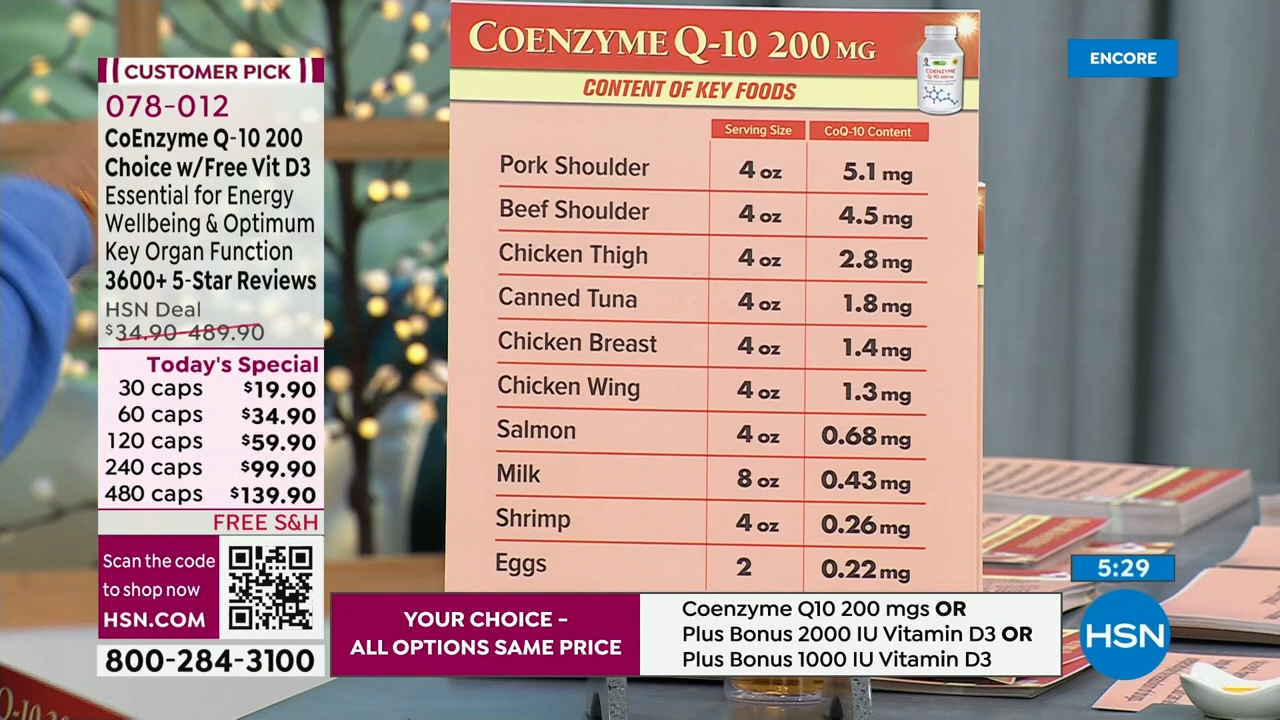 CUSTOMER PICK
078-012
CoEnzyme Q-10 200
Choice w/Free Vit D3
Essential for Energy
Wellbeing & Optimum
Key Organ Function
3600+ 5-Star Reviews
HSN Deal
$34.90-489.90
Today's Special
30 caps $19.90
60 caps $34.90
120 caps $59.90
240 caps $99.90
480 caps $139.90
FREE S&H
Scan the code
to shop now
HSN.COM
800-284-3100
COENZYME Q-10 200 MG
CONTENT OF KEY FOODS
COENZYME
Q-10 200
Serving Size CoQ-10 Content
Pork Shoulder 4 oz 5.1 mg
Beef Shoulder 4 oz 4.5 mg
Chicken Thigh 4 oz 2.8 mg
Canned Tuna 4 oz 1.8 mg
Chicken Breast 4 oz 1.4 mg
Chicken Wing 4 oz 1.3 mg
Salmon 4 oz 0.68 mg
Milk 8 oz 0.43 mg
Shrimp 4 oz 0.26 mg
Eggs 2 0.22 mg
ENCORE
5:29
HSN
YOUR CHOICE -
ALL OPTIONS SAME PRICE
Coenzyme Q10 200 mgs OR
Plus Bonus 2000 IU Vitamin D3 OR
Plus Bonus 1000 IU Vitamin D3